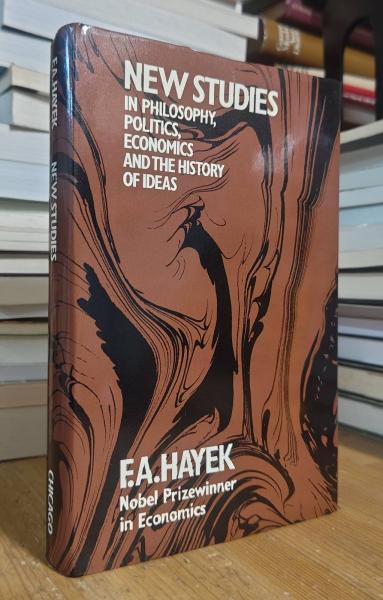 NEW STUDIES
IN PHILOSOPHY,
POLITICS,
ECONOMICS
AND THE HISTORY
OF IDEAS
F.A.HAYEK
Nobel Prizewinner
in Economics
F.A.HAYEK NEW STUDIES CHICAGO